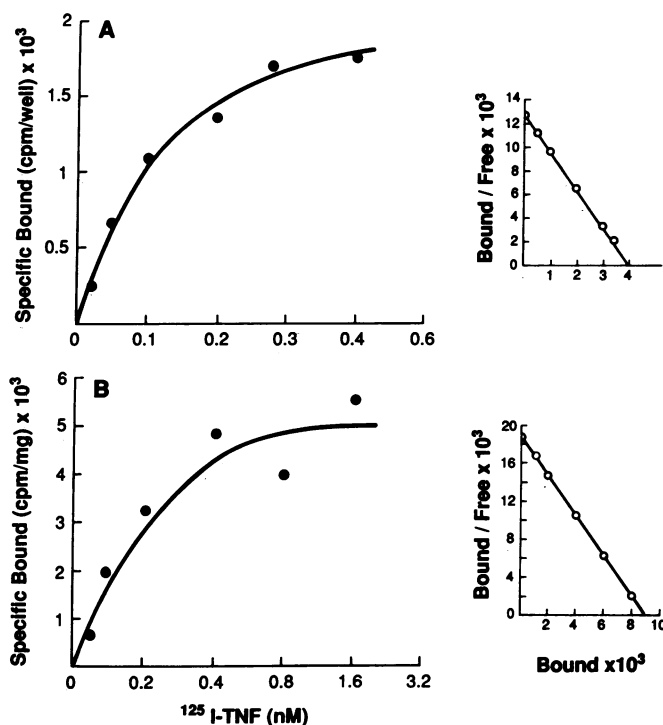 A
Specific Bound (cpm/well) x 10³
2
1.5
1
0.5
0
0 0.1 0.2 0.3 0.4 0.6
Bound / Free x 10³
14
12
10
8
6
4
2
0
1 2 3 4
B
Specific Bound (cpm/mg) x 10³
6
5
4
3
2
1
0
0 0.2 0.4 0.8 1.6 3.2
¹²⁵I-TNF (nM)
Bound / Free x 10³
20
16
12
8
4
0
2 4 6 8 10
Bound x10³